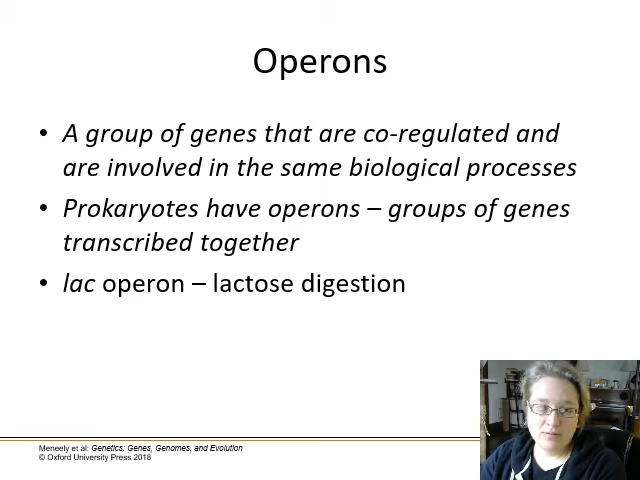 Operons
• A group of genes that are co-regulated and
are involved in the same biological processes
• Prokaryotes have operons – groups of genes
transcribed together
• lac operon – lactose digestion
Meneely et al: Genetics: Genes, Genomes, and Evolution
© Oxford University Press 2018